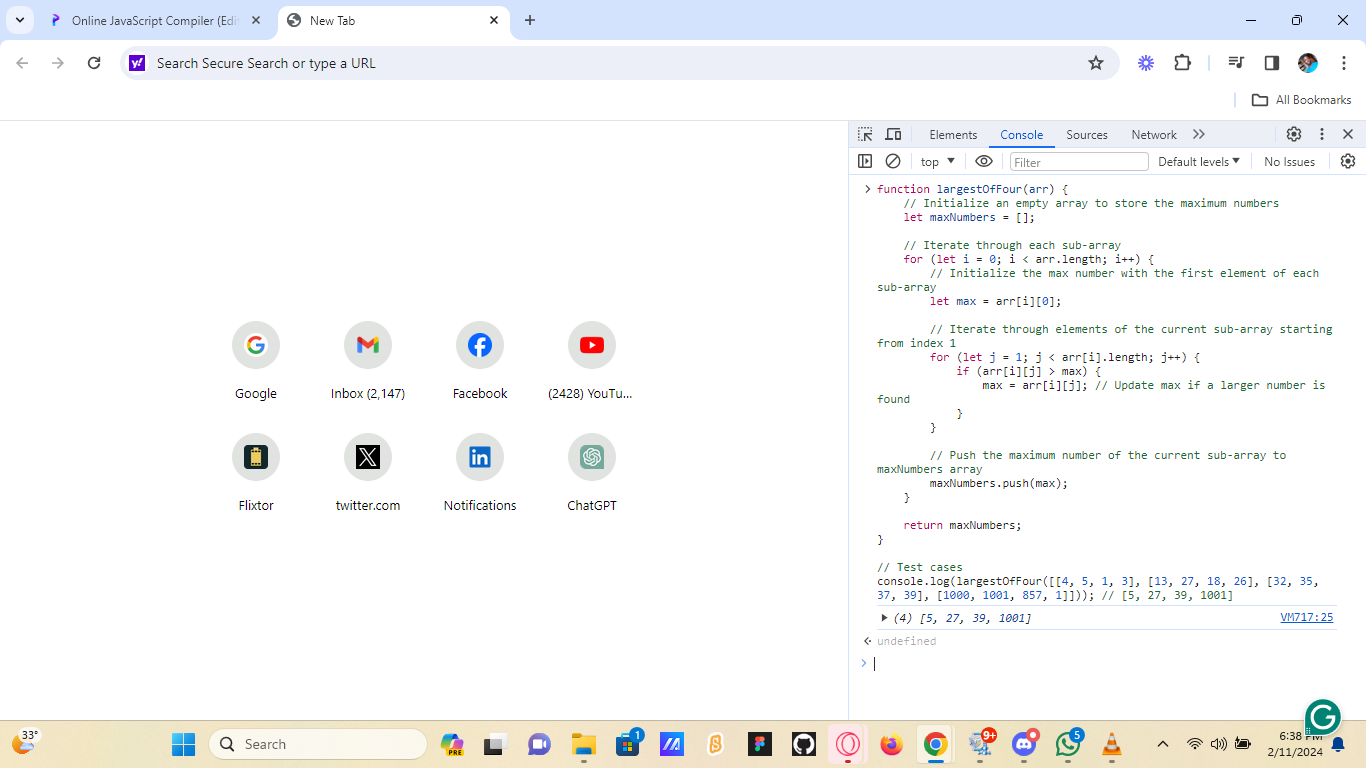 Online JavaScript Compiler (Edi
New Tab
Search Secure Search or type a URL
All Bookmarks
Elements
Console
Sources
Network
top
Filter
Default levels
No Issues
function largestOfFour(arr) {
// Initialize an empty array to store the maximum numbers
let maxNumbers = [];
// Iterate through each sub-array
for (let i = 0; i < arr.length; i++) {
// Initialize the max number with the first element of each
sub-array
let max = arr[i][0];
// Iterate through elements of the current sub-array starting
from index 1
for (let j = 1; j < arr[i].length; j++) {
if (arr[i][j] > max) {
max = arr[i][j]; // Update max if a larger number is
found
}
}
// Push the maximum number of the current sub-array to
maxNumbers array
maxNumbers.push(max);
}
return maxNumbers;
}
// Test cases
console.log(largestOfFour([[4, 5, 1, 3], [13, 27, 18, 26], [32, 35,
37, 39], [1000, 1001, 857, 1]])); // [5, 27, 39, 1001]
(4) [5, 27, 39, 1001]
VM717:25
undefined
Google
Inbox (2,147)
Facebook
(2428) YouTu...
Flixtor
twitter.com
Notifications
ChatGPT
33°
Search
PRE
1
9+
5
6:38 PM
2/11/2024